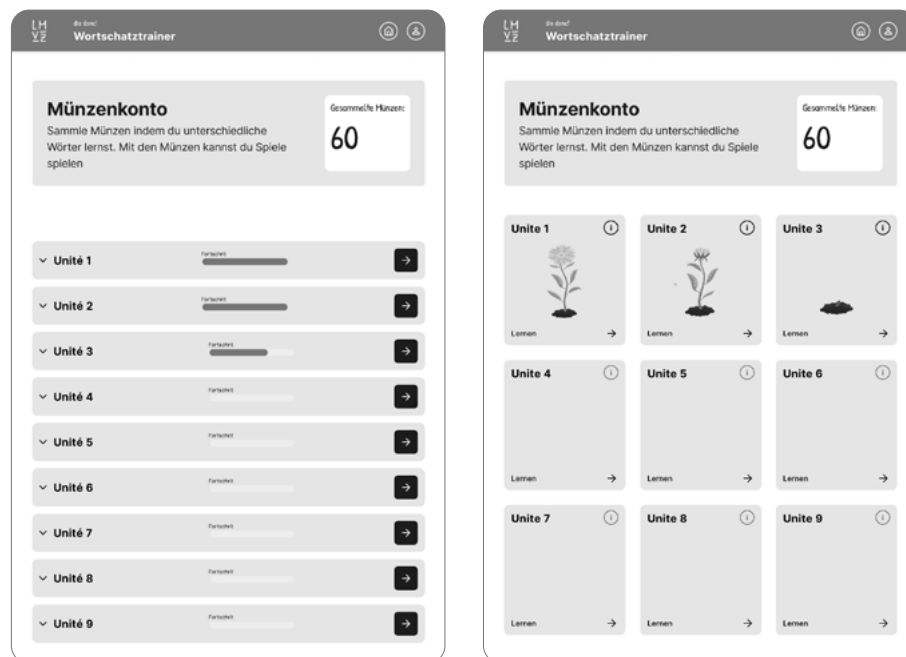 LM
VZ
dis donc!
Wortschatztrainer
Münzenkonto
Sammle Münzen indem du unterschiedliche
Wörter lernst. Mit den Münzen kannst du Spiele
spielen
Gesammelte Münzen:
60
Unité 1
Fortschritt
Unité 2
Fortschritt
Unité 3
Fortschritt
Unité 4
Fortschritt
Unité 5
Fortschritt
Unité 6
Fortschritt
Unité 7
Fortschritt
Unité 8
Fortschritt
Unité 9
Fortschritt
LM
VZ
dis donc!
Wortschatztrainer
Münzenkonto
Sammle Münzen indem du unterschiedliche
Wörter lernst. Mit den Münzen kannst du Spiele
spielen
Gesammelte Münzen:
60
Unite 1
Lernen
Unite 2
Lernen
Unite 3
Lernen
Unite 4
Lernen
Unite 5
Lernen
Unite 6
Lernen
Unite 7
Lernen
Unite 8
Lernen
Unite 9
Lernen